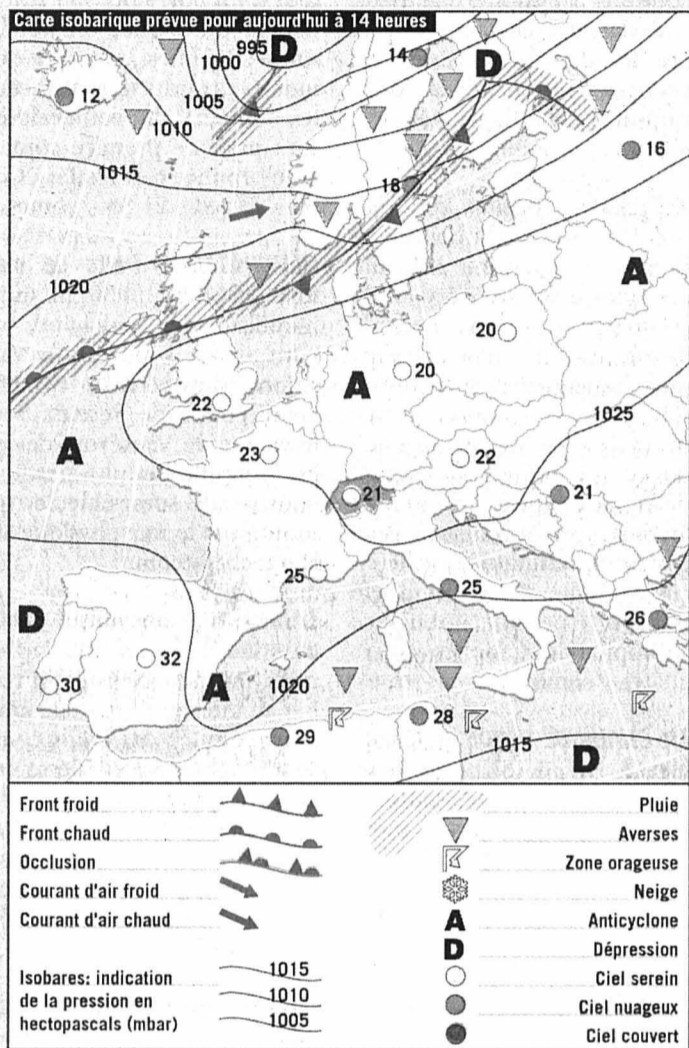 Carte isobarique prévue pour aujourd'hui à 14 heures
995
D
1000
14
D
12
1005
1010
16
1015
18
1020
A
20
A
20
1025
22
A
23
22
21
21
25
25
26
D
32
30
A
1020
28
29
1015
D
Front froid
Front chaud
Occlusion
Courant d'air froid
Courant d'air chaud
Isobares: indication
de la pression en
hectopascals (mbar)
1015
1010
1005
Pluie
Averses
Zone orageuse
Neige
A Anticyclone
D Dépression
Ciel serein
Ciel nuageux
Ciel couvert